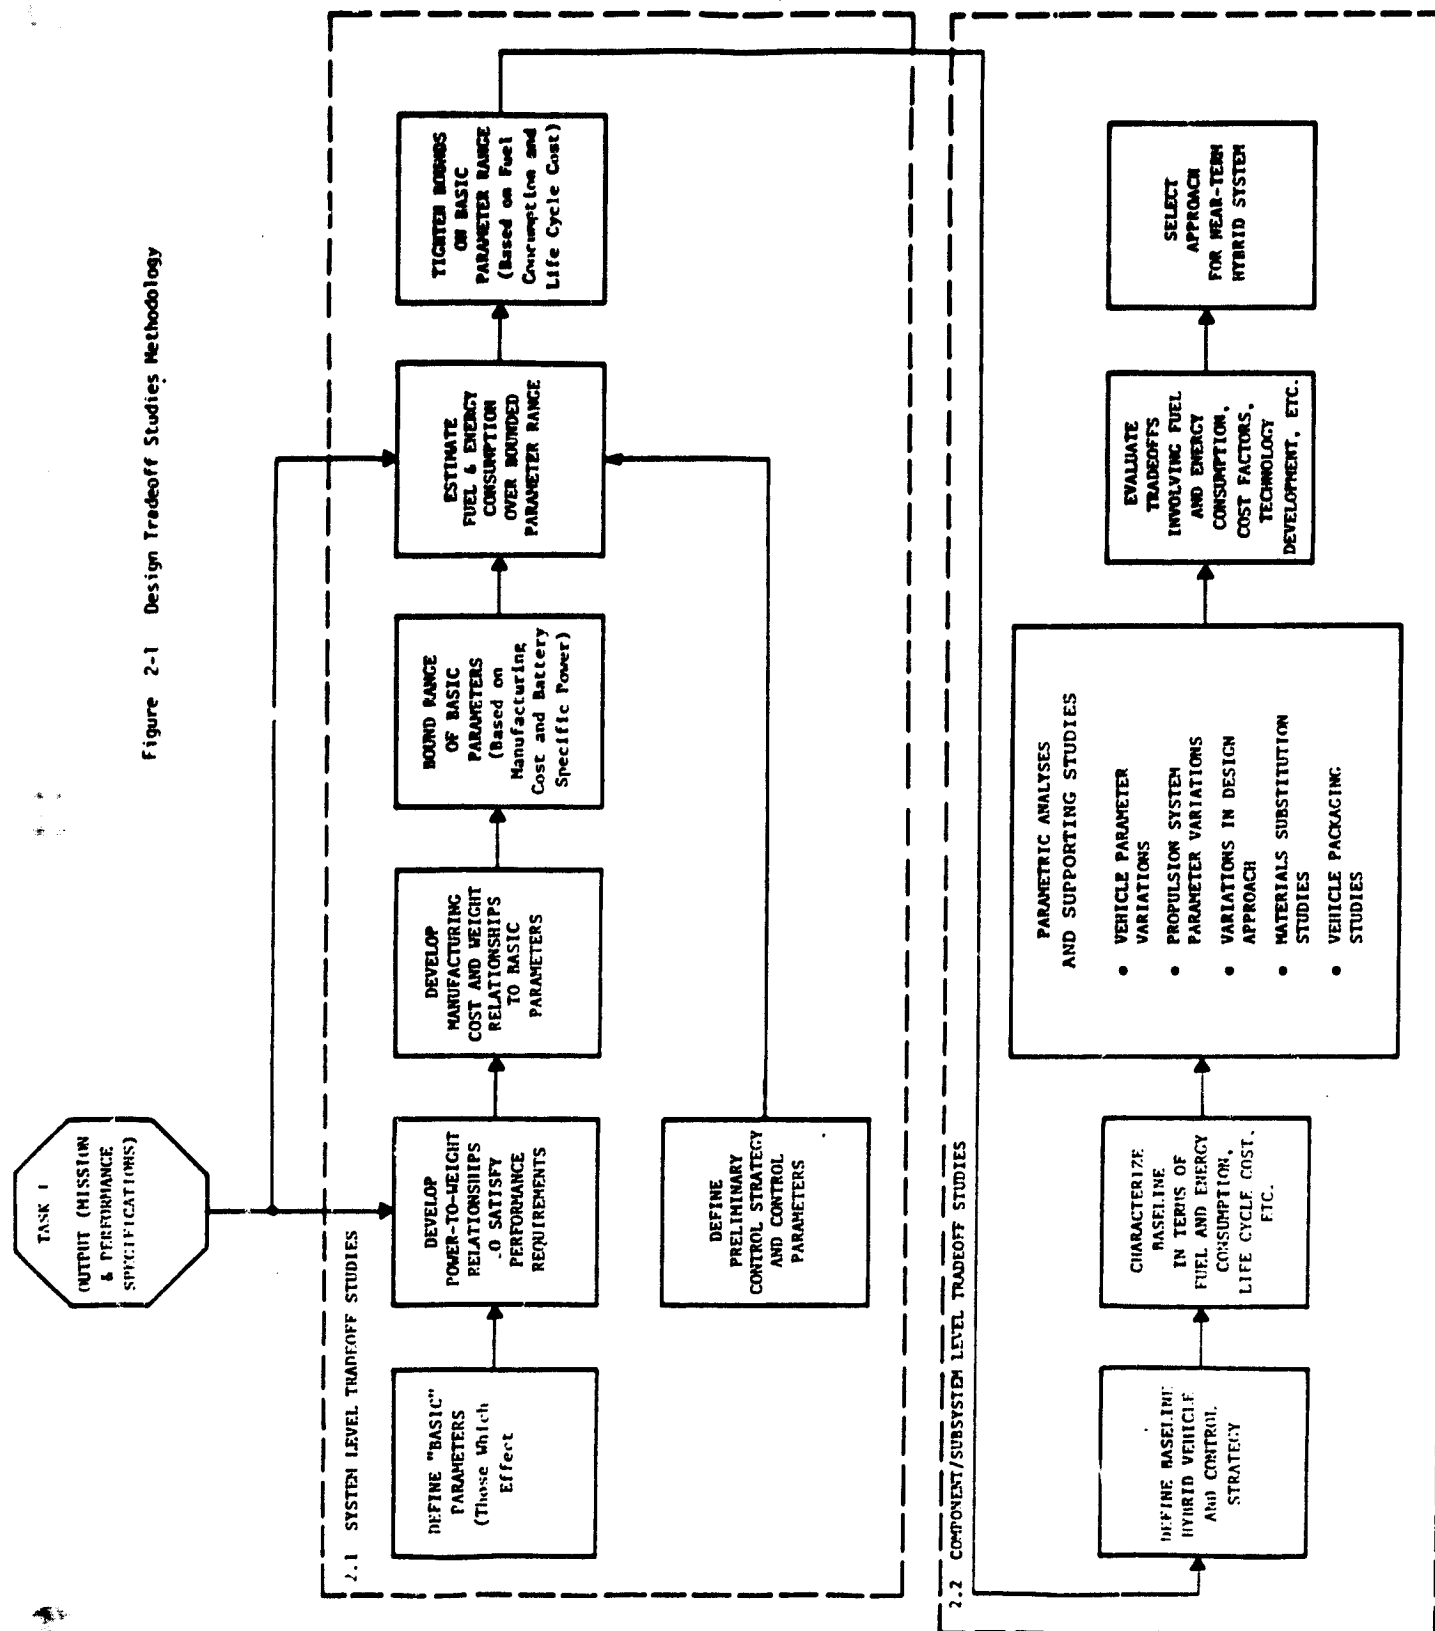 Figure 2-1 Design Tradeoff Studies Methodology
TASK 1
OUTPUT (MISSION
& PERFORMANCE
SPECIFICATIONS)
2.1 SYSTEM LEVEL TRADEOFF STUDIES
DEFINE "BASIC"
PARAMETERS
(Those Which
Effect
DEVELOP
POWER-TO-WEIGHT
RELATIONSHIPS
.O SATISFY
PERFORMANCE
REQUIREMENTS
DEVELOP
MANUFACTURING
COST AND WEIGHT
RELATIONSHIPS
TO BASIC
PARAMETERS
BOUND RANGE
OF BASIC
PARAMETERS
(Based on
Manufacturing
Cost and Battery
Specific Power)
ESTIMATE
FUEL & ENERGY
CONSUMPTION
OVER BOUNDED
PARAMETER RANGE
TIGHTEN BOUNDS
ON BASIC
PARAMETER RANGE
(Based on Fuel
Consumption and
Life Cycle Cost)
DEFINE
PRELIMINARY
CONTROL STRATEGY
AND CONTROL
PARAMETERS
2.2 COMPONENT/SUBSYSTEM LEVEL TRADEOFF STUDIES
DEFINE BASELINE
HYBRID VEHICLE
AND CONTROL
STRATEGY
CHARACTERIZE
BASELINE
IN TERMS OF
FUEL AND ENERGY
CONSUMPTION,
LIFE CYCLE COST,
ETC.
PARAMETRIC ANALYSES
AND SUPPORTING STUDIES
• VEHICLE PARAMETER
VARIATIONS
• PROPULSION SYSTEM
PARAMETER VARIATIONS
• VARIATIONS IN DESIGN
APPROACH
• MATERIALS SUBSTITUTION
STUDIES
• VEHICLE PACKAGING
STUDIES
EVALUATE
TRADEOFFS
INVOLVING FUEL
AND ENERGY
CONSUMPTION,
COST FACTORS,
TECHNOLOGY
DEVELOPMENT, ETC.
SELECT
APPROACH
FOR NEAR-TERM
HYBRID SYSTEM